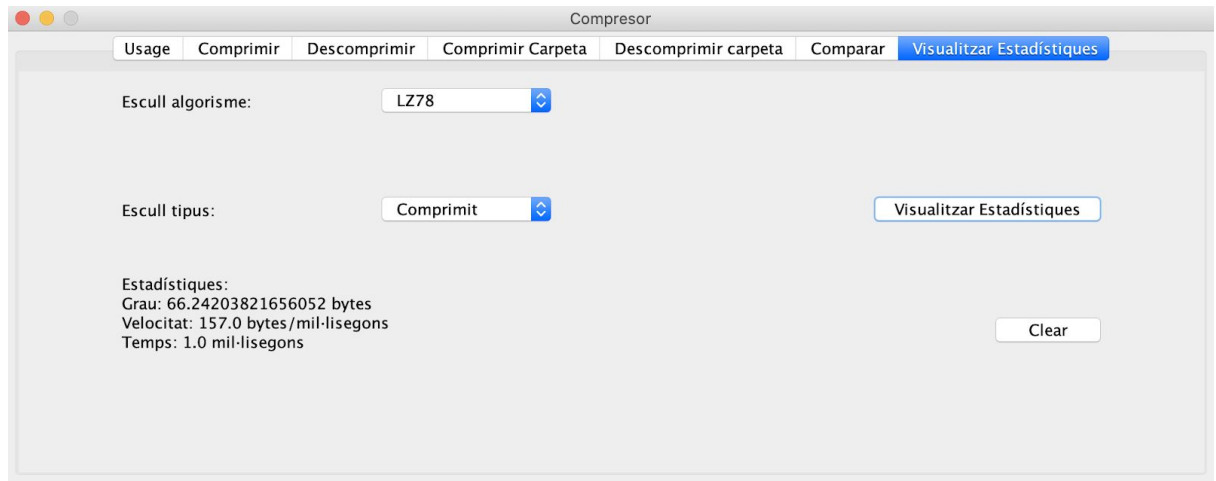 Compresor
Usage Comprimir Descomprimir Comprimir Carpeta Descomprimir carpeta Comparar Visualitzar Estadístiques
Escull algorisme: LZ78
Escull tipus: Comprimit Visualitzar Estadístiques
Estadístiques:
Grau: 66.24203821656052 bytes
Velocitat: 157.0 bytes/mil·lisegons
Temps: 1.0 mil·lisegons
Clear